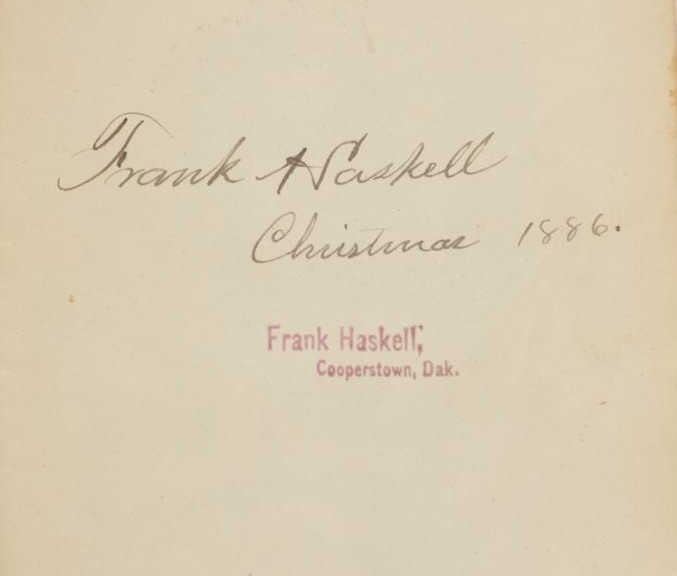 Frank Haskell
Christmas 1886.
Frank Haskell,
Cooperstown, Dak.